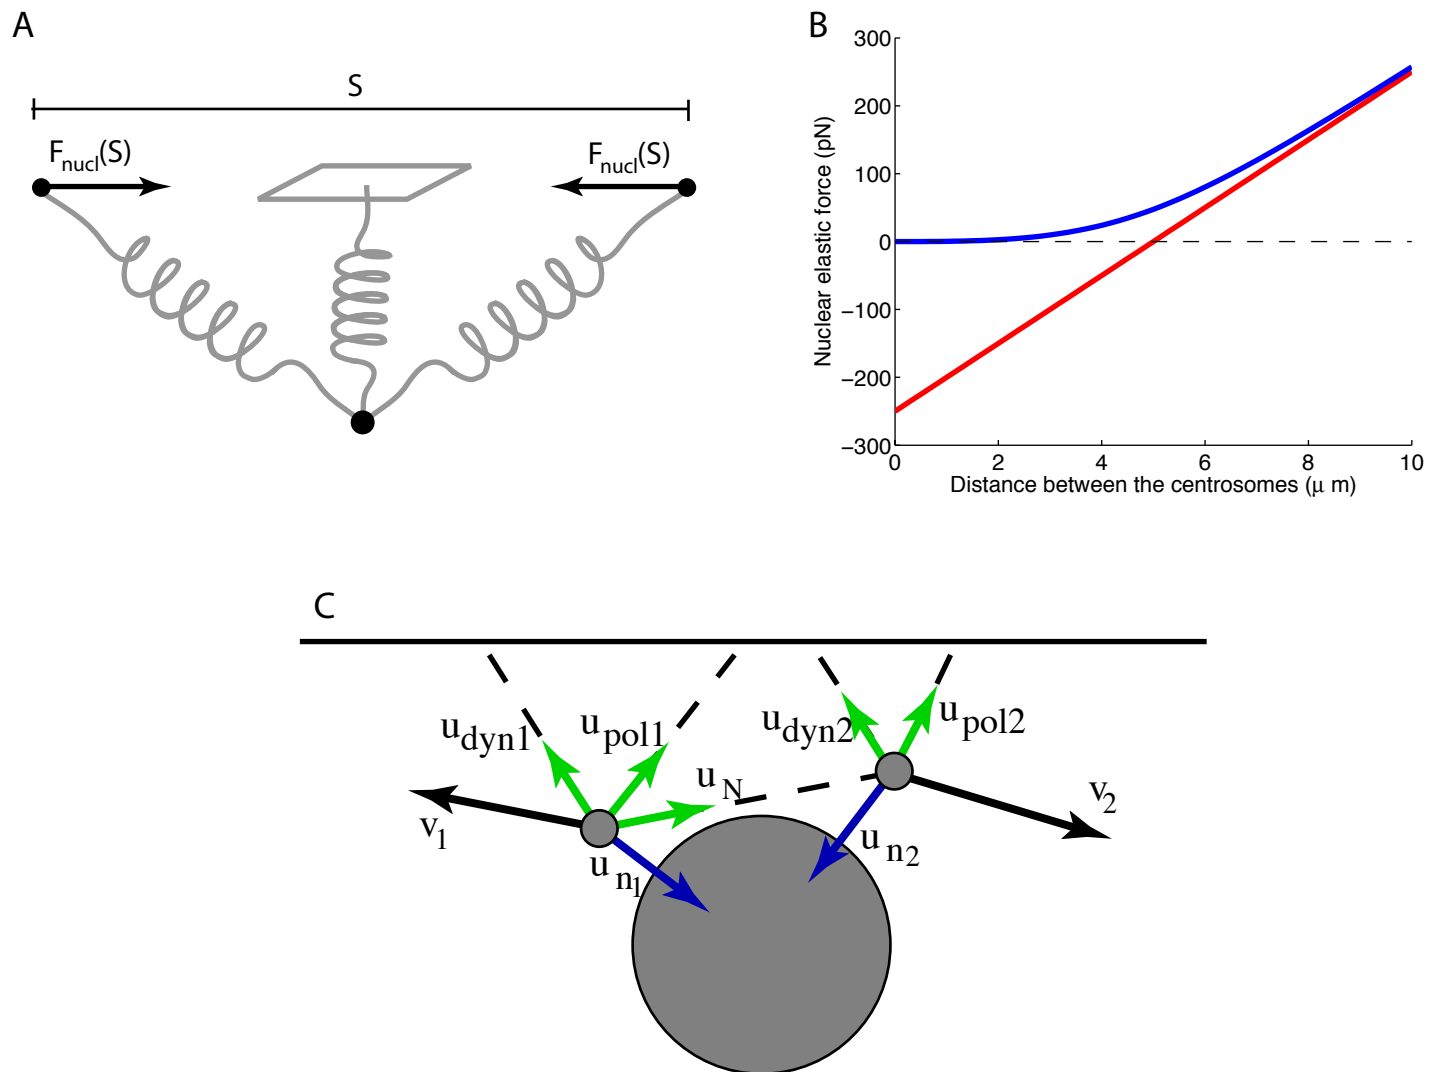 A
S
F_nucl(S)
F_nucl(S)
B
300
200
100
0
−100
−200
−300
0 2 4 6 8 10
Nuclear elastic force (pN)
Distance between the centrosomes (μ m)
C
u_dyn1
u_pol1
u_N
v_1
u_n1
u_dyn2
u_pol2
v_2
u_n2